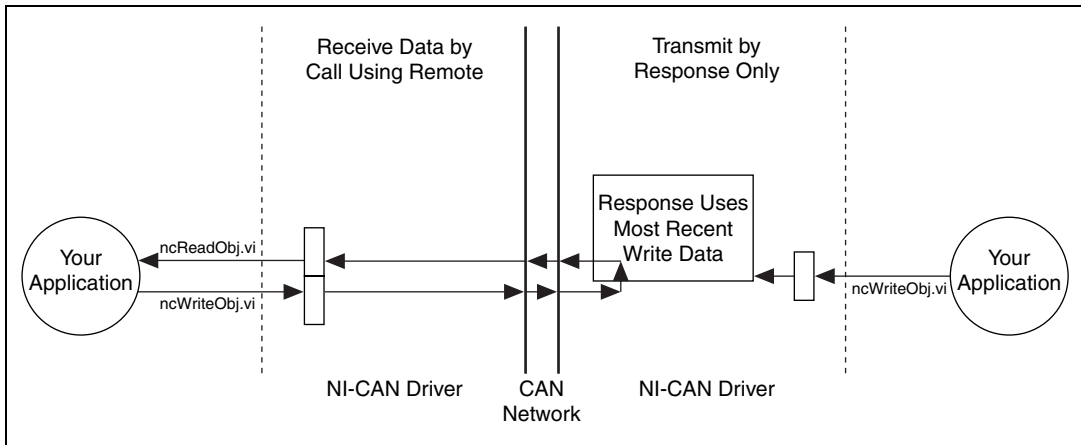 Receive Data by
Call Using Remote
Transmit by
Response Only
Response Uses
Most Recent
Write Data
Your
Application
ncReadObj.vi
ncWriteObj.vi
ncWriteObj.vi
Your
Application
NI-CAN Driver
CAN
Network
NI-CAN Driver